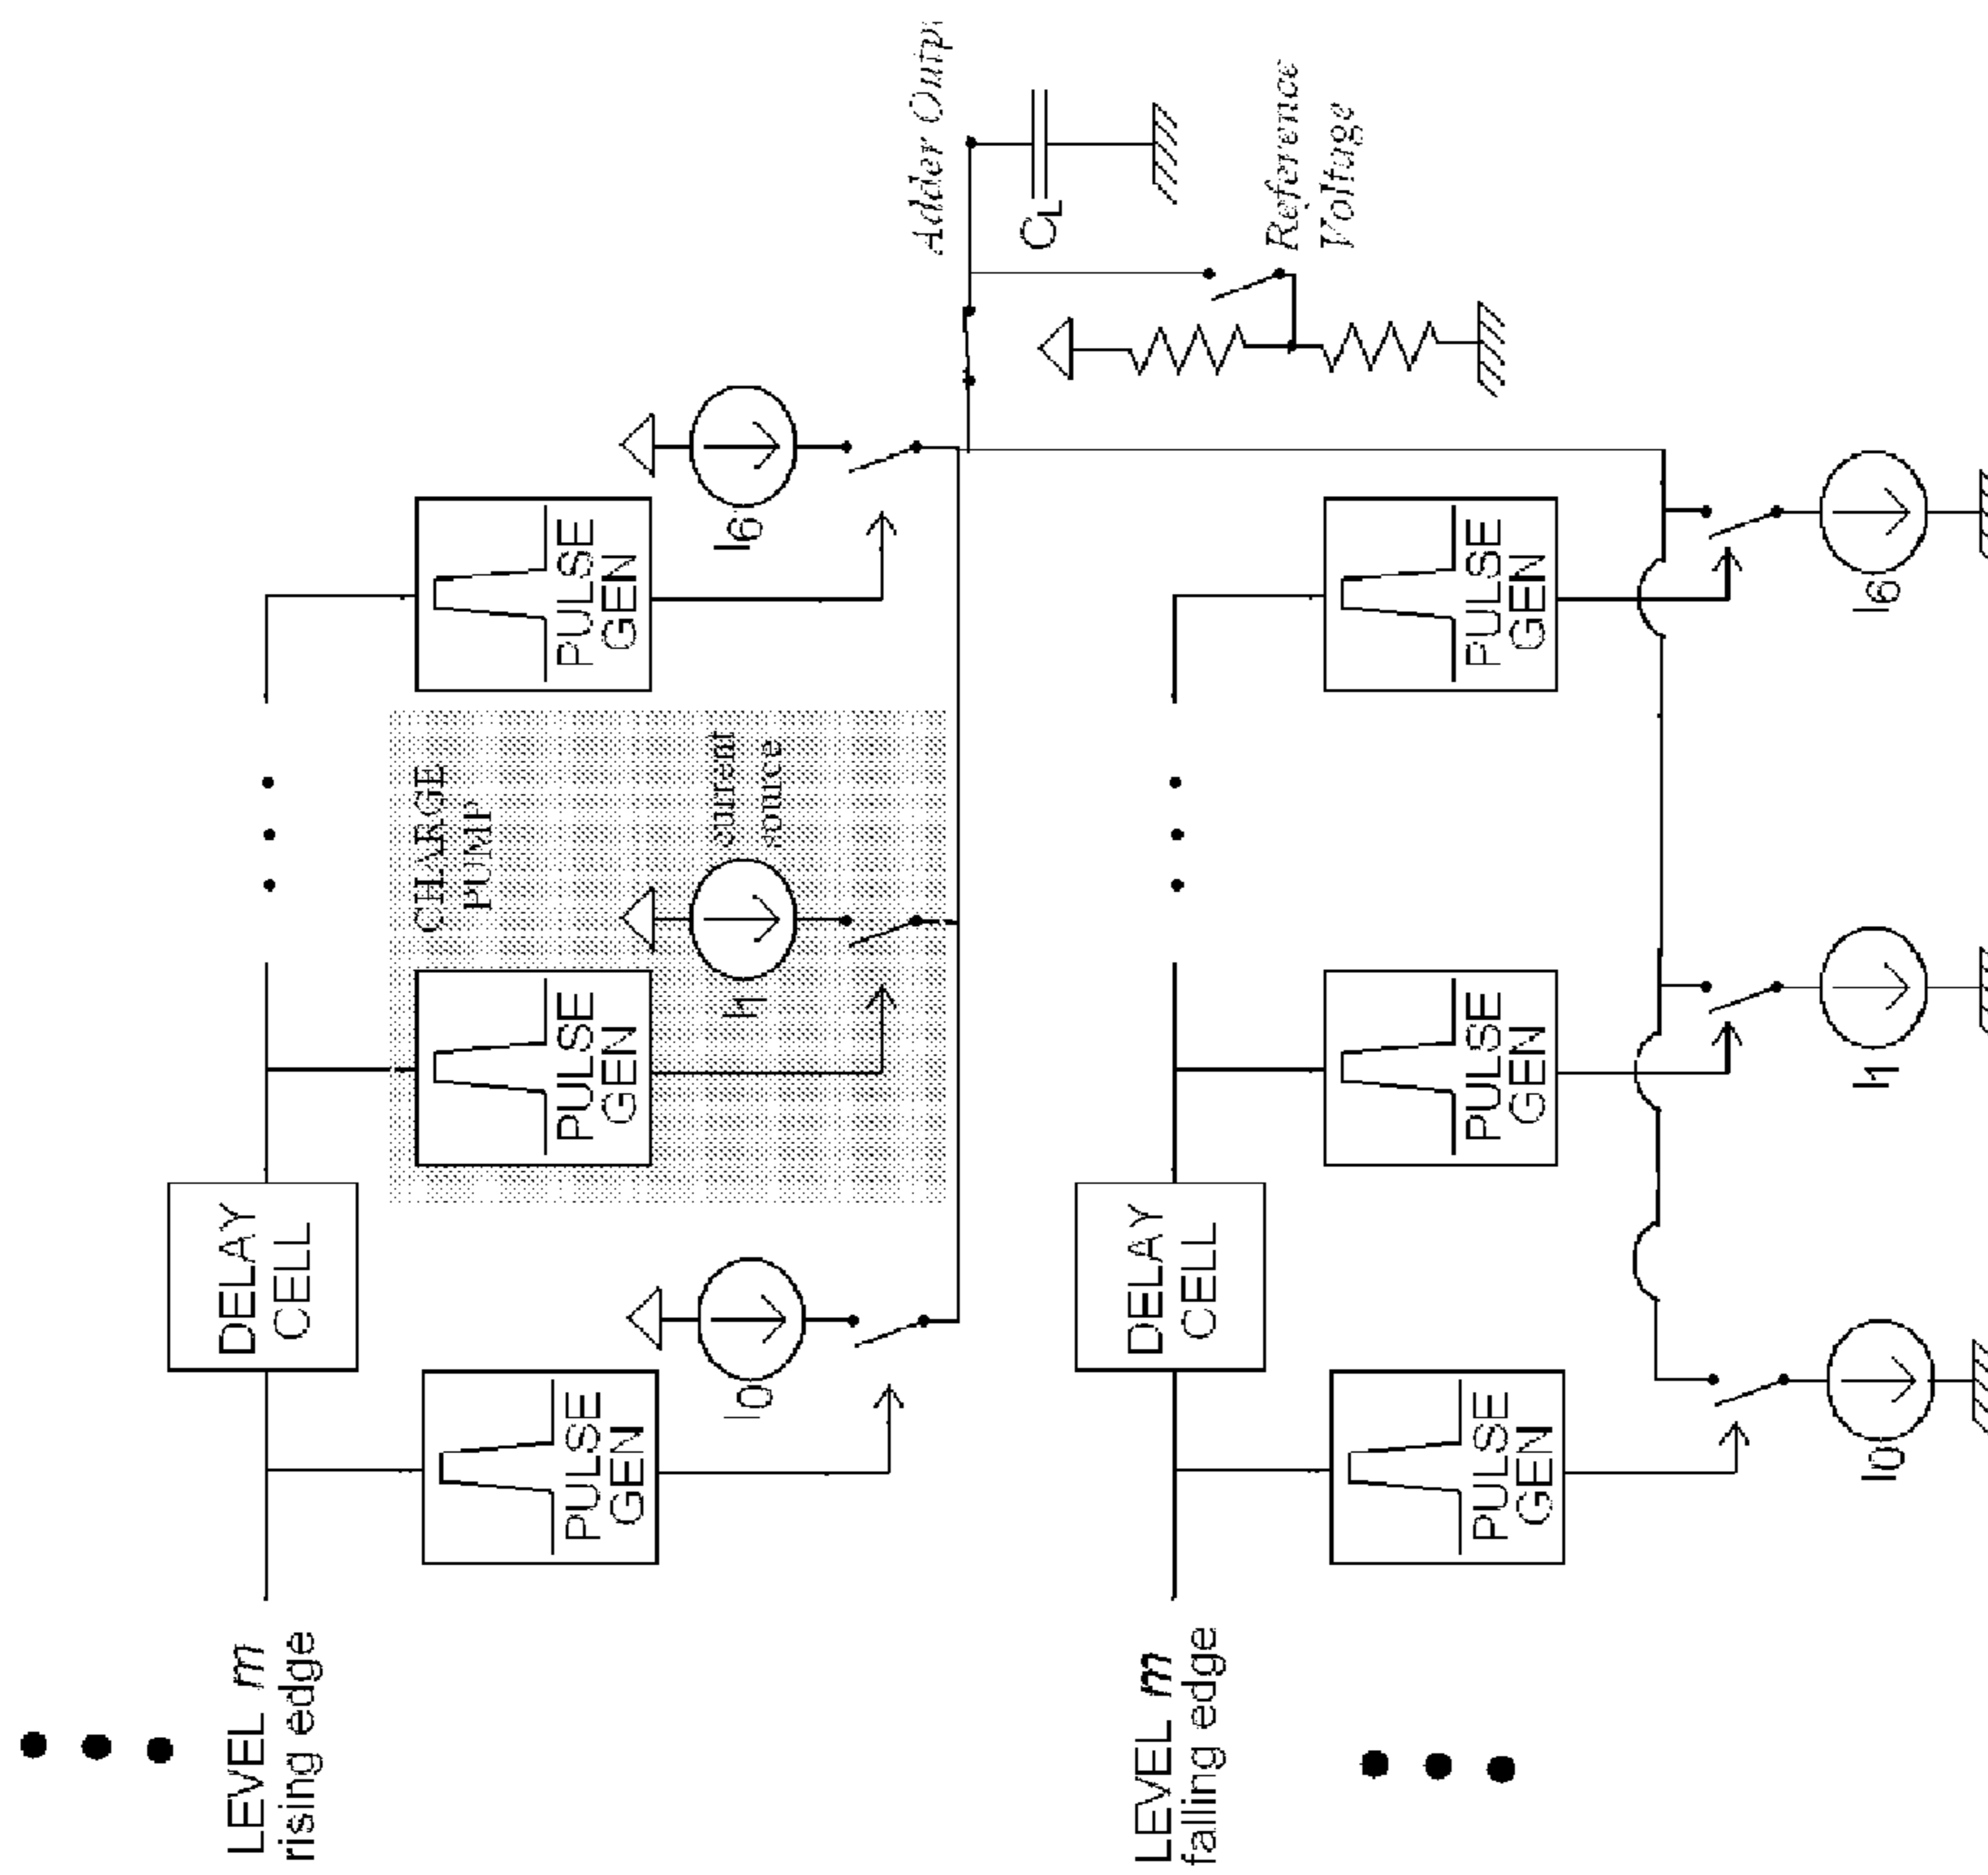 LEVEL m
rising edge
DELAY
CELL
CHARGE
PUMP
PULSE
GEN
PULSE
GEN
PULSE
GEN
I0
I1
current
source
I6
Adder Outp
CL
Reference
Voltage
LEVEL m
falling edge
DELAY
CELL
PULSE
GEN
PULSE
GEN
PULSE
GEN
I0
I1
I6